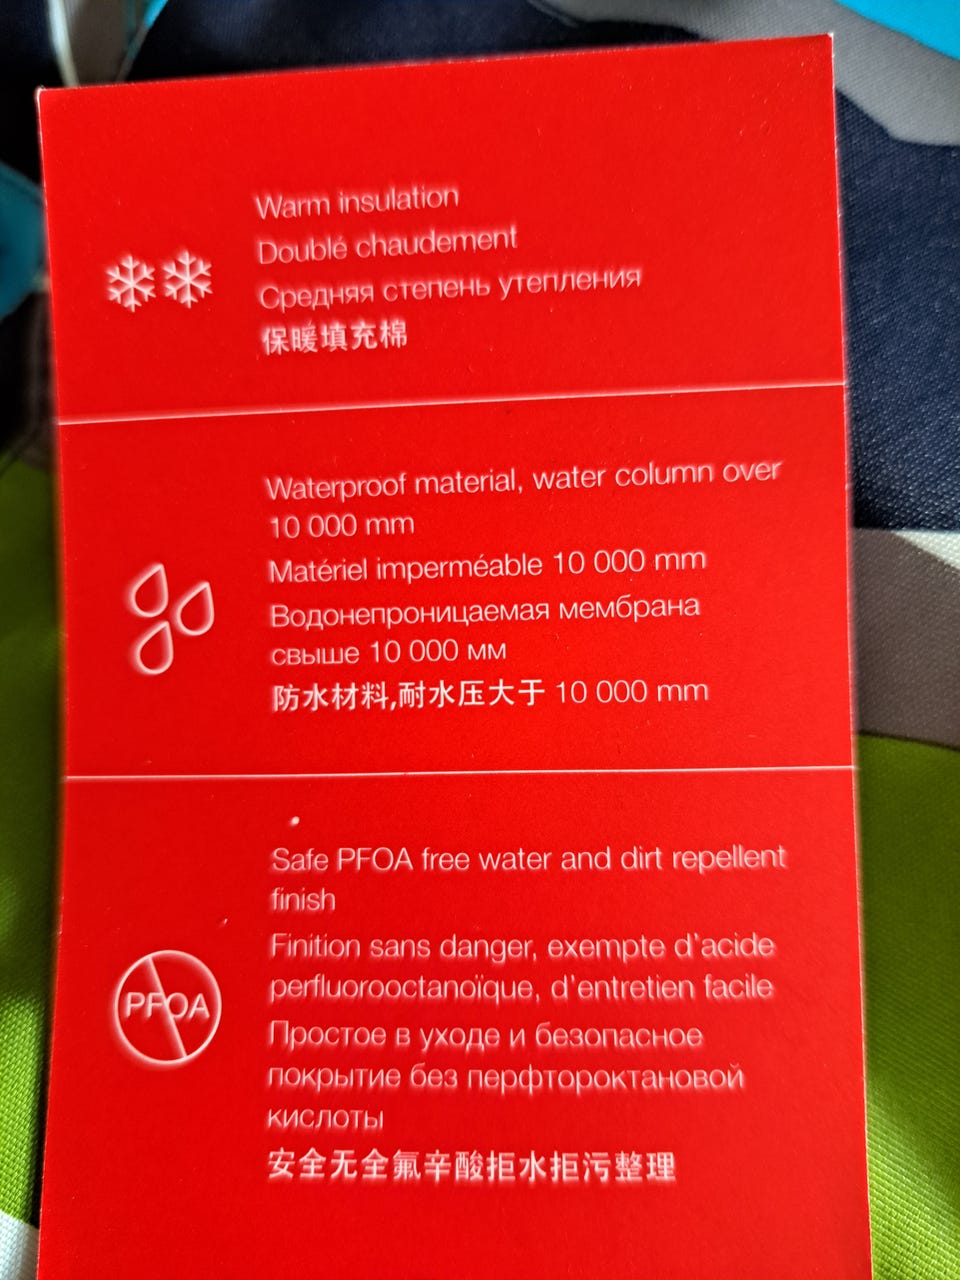 Warm insulation
Doublé chaudement
Средняя степень утепления
保暖填充棉
Waterproof material, water column over
10 000 mm
Matériel imperméable 10 000 mm
Водонепроницаемая мембрана
свыше 10 000 мм
防水材料,耐水压大于 10 000 mm
Safe PFOA free water and dirt repellent
finish
Finition sans danger, exempte d'acide
perfluorooctanoïque, d'entretien facile
PFOA
Простое в уходе и безопасное
покрытие без перфтороктановой
кислоты
安全无全氟辛酸拒水拒污整理